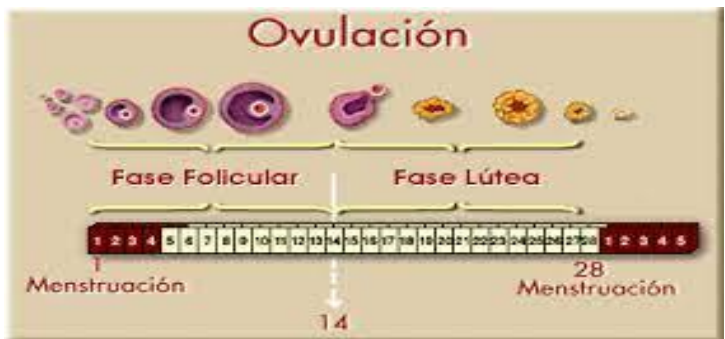 Ovulación
Fase Folicular Fase Lútea
1 2 3 4 5 6 7 8 9 10 11 12 13 14 15 16 17 18 19 20 21 22 23 24 25 26 27 28 1 2 3 4 5
1 28
Menstruación Menstruación
14